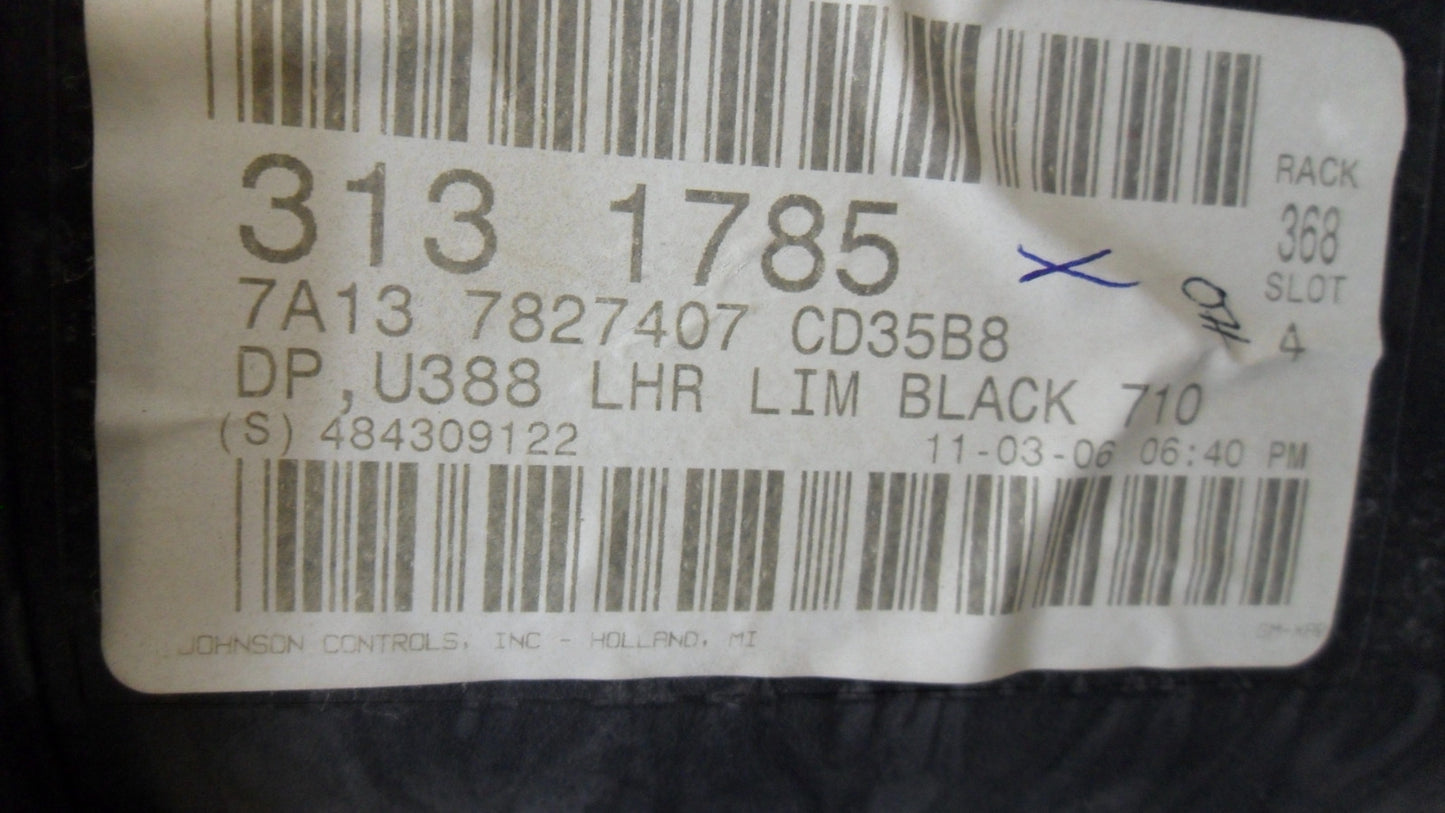 313 1785
RACK
368
SLOT
4
7A13 7827407 CD35B8
DP,U388 LHR LIM BLACK 710
(S) 484309122
11-03-06 06:40 PM
JOHNSON CONTROLS, INC - HOLLAND, MI